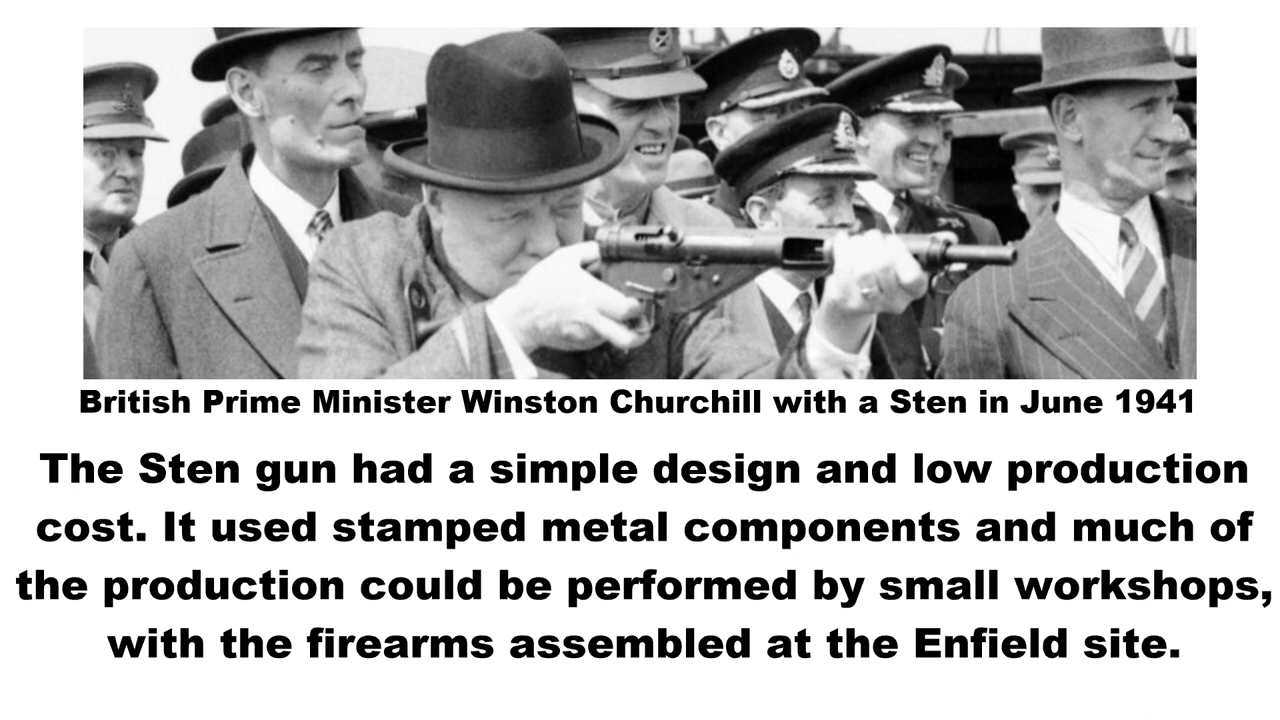 British Prime Minister Winston Churchill with a Sten in June 1941
The Sten gun had a simple design and low production
cost. It used stamped metal components and much of
the production could be performed by small workshops,
with the firearms assembled at the Enfield site.